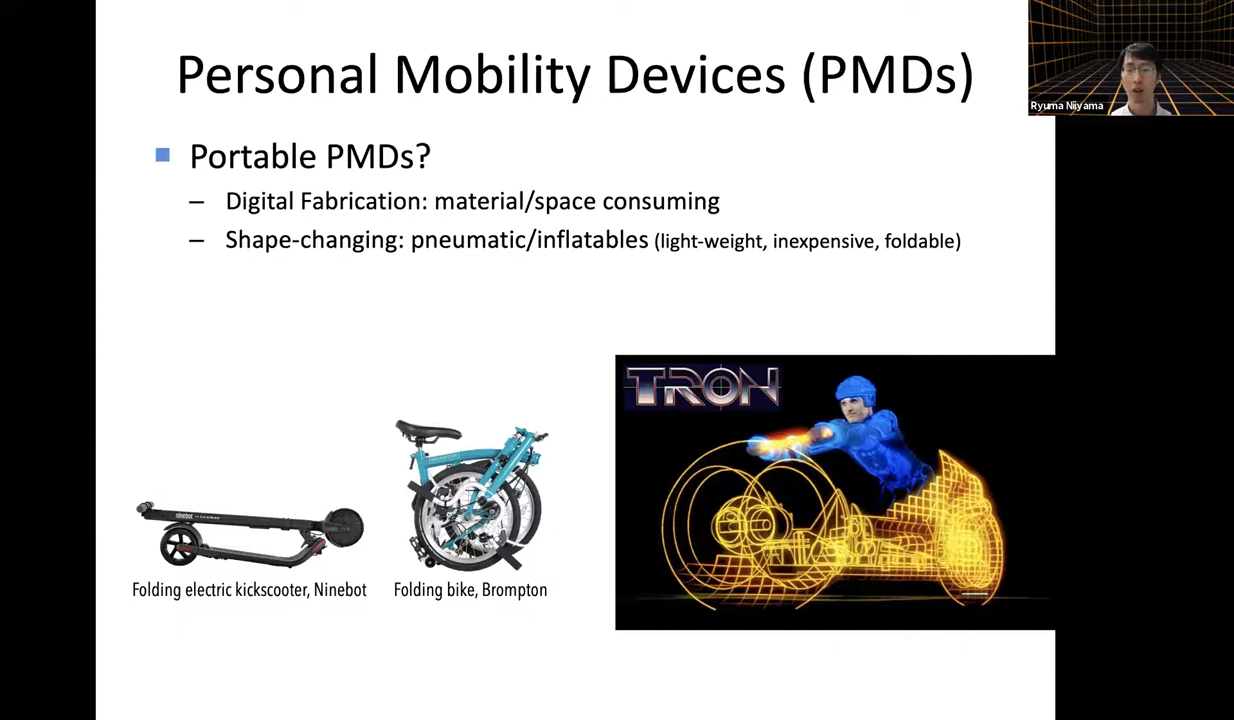 Personal Mobility Devices (PMDs)
Ryuma Niiyama
Portable PMDs?
– Digital Fabrication: material/space consuming
– Shape-changing: pneumatic/inflatables (light-weight, inexpensive, foldable)
TRON
ninebot
Folding electric kickscooter, Ninebot
Folding bike, Brompton